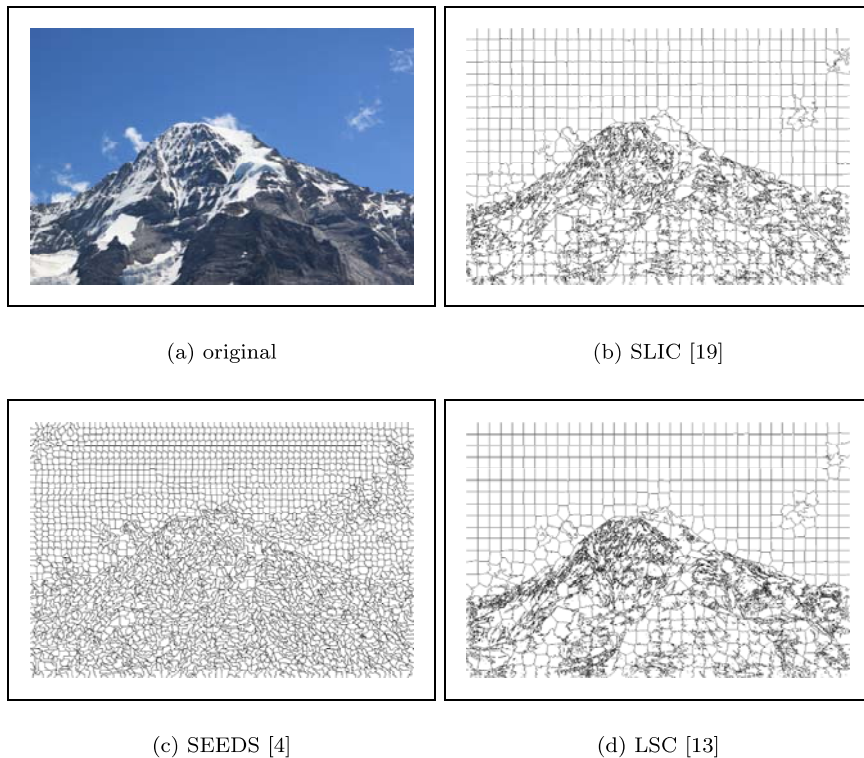 (a) original
(b) SLIC [19]
(c) SEEDS [4]
(d) LSC [13]